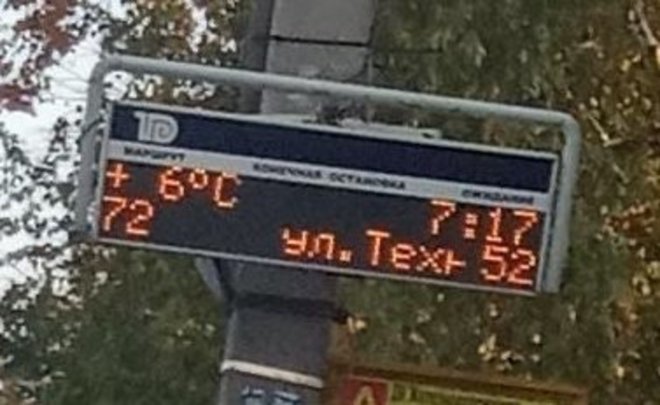 МАРШРУТ КОНЕЧНАЯ ОСТАНОВКА ОЖИДАНИЕ
+ 6°C 7:17
72 ул.Техн 52